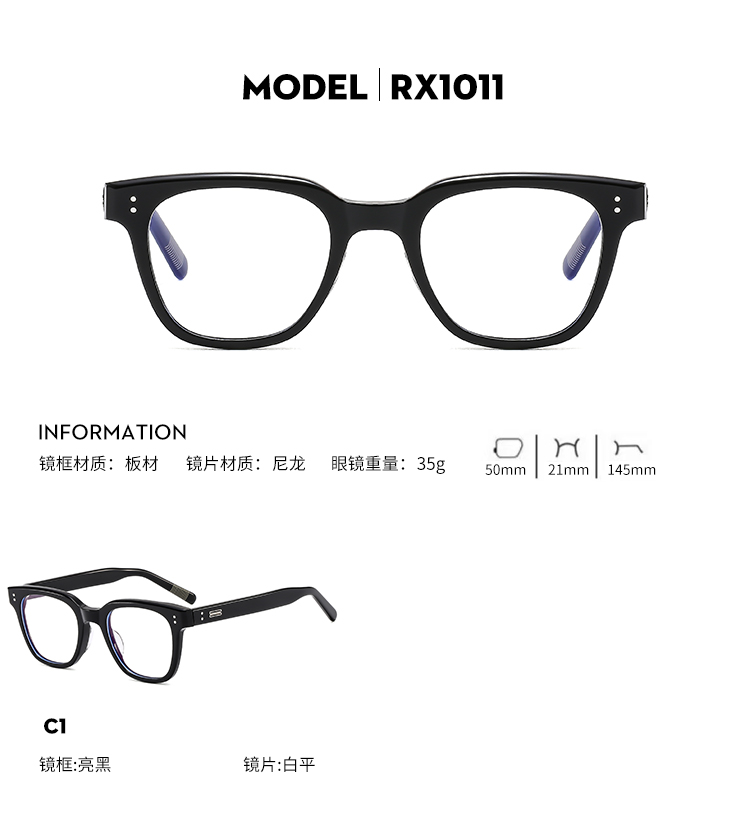 MODEL | RX1011
INFORMATION
镜框材质：板材 镜片材质：尼龙 眼镜重量：35g
50mm 21mm 145mm
C1
镜框:亮黑 镜片:白平